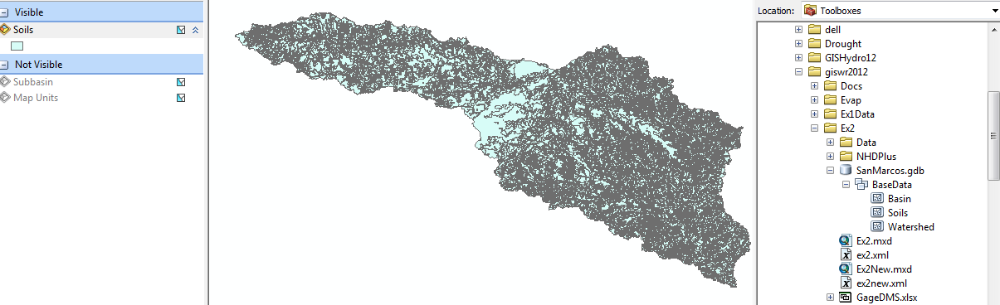 Visible
Soils
Not Visible
Subbasin
Map Units
Location: Toolboxes
dell
Drought
GISHydro12
giswr2012
Docs
Evap
Ex1Data
Ex2
Data
NHDPlus
SanMarcos.gdb
BaseData
Basin
Soils
Watershed
Ex2.mxd
ex2.xml
Ex2New.mxd
ex2new.xml
GageDMS.xlsx